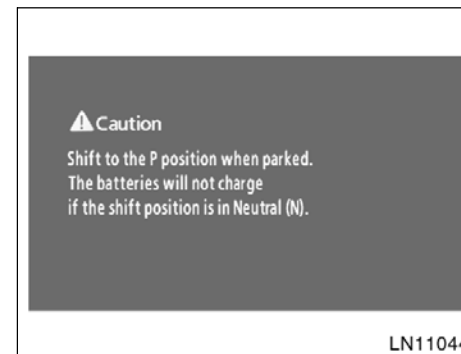 Caution
Shift to the P position when parked.
The batteries will not charge
if the shift position is in Neutral (N).
LN11044